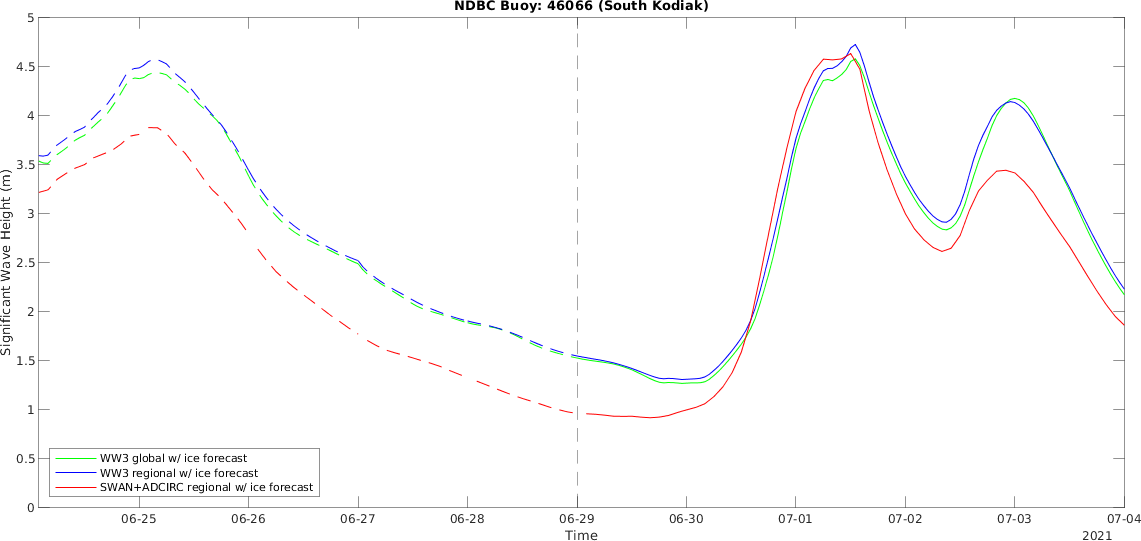 NDBC Buoy: 46066 (South Kodiak)
5
4.5
4
3.5
3
2.5
2
1.5
1
0.5
0
Significant Wave Height (m)
WW3 global w/ ice forecast
WW3 regional w/ ice forecast
SWAN+ADCIRC regional w/ ice forecast
06-25 06-26 06-27 06-28 06-29 06-30 07-01 07-02 07-03 07-04
Time
2021